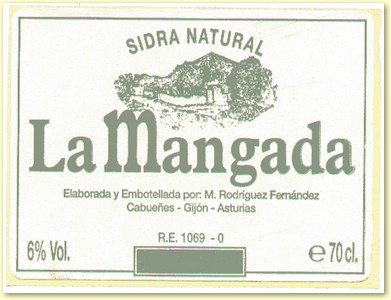 SIDRA NATURAL
La Mangada
Elaborada y Embotellada por: M. Rodríguez Fernández
Cabueñes - Gijón - Asturias
R.E. 1069 - 0
6% Vol.
e 70 cl.